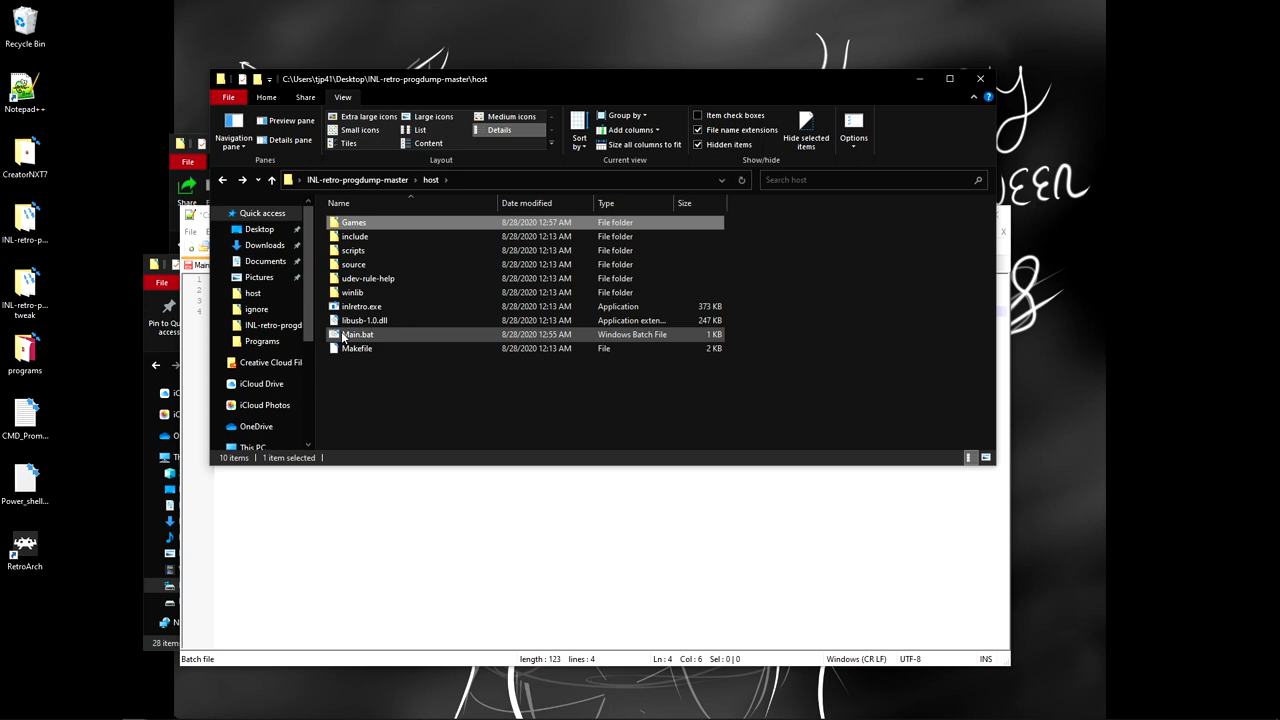 Recycle Bin
Notepad++
CreatorNXT7
INL-retro-p...
INL-retro-p...
tweak
programs
CMD_Prom...
Power_shell...
RetroArch
C:\Users\tjp41\Desktop\INL-retro-progdump-master\host
File Home Share View
Navigation
pane
Preview pane
Details pane
Panes
Extra large icons Large icons Medium icons
Small icons List Details
Tiles Content
Layout
Sort
by
Group by
Add columns
Size all columns to fit
Current view
Item check boxes
File name extensions
Hidden items
Hide selected
items
Show/hide
Options
INL-retro-progdump-master host
Search host
Name Date modified Type Size
Games 8/28/2020 12:57 AM File folder
include 8/28/2020 12:13 AM File folder
scripts 8/28/2020 12:13 AM File folder
source 8/28/2020 12:13 AM File folder
udev-rule-help 8/28/2020 12:13 AM File folder
winlib 8/28/2020 12:13 AM File folder
inlretro.exe 8/28/2020 12:13 AM Application 373 KB
libusb-1.0.dll 8/28/2020 12:13 AM Application exten... 247 KB
Main.bat 8/28/2020 12:55 AM Windows Batch File 1 KB
Makefile 8/28/2020 12:13 AM File 2 KB
Quick access
Desktop
Downloads
Documents
Pictures
host
ignore
INL-retro-progd
Programs
Creative Cloud Fil
iCloud Drive
iCloud Photos
OneDrive
This PC
10 items 1 item selected
File
Share
File
Main
1
2
3
4
File
Pin to Qu
access
28 item
Batch file length : 123 lines : 4 Ln : 4 Col : 6 Sel : 0 | 0 Windows (CR LF) UTF-8 INS